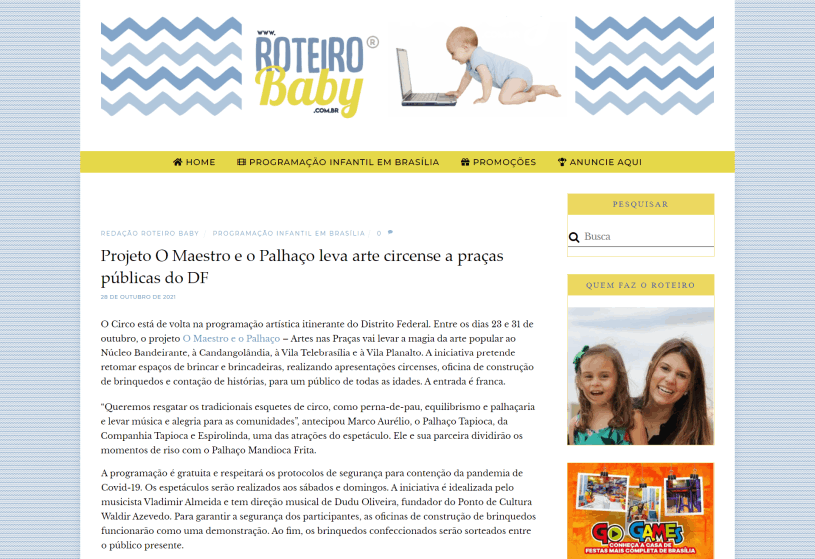 www.
ROTEIRO®
Baby
.COM.BR
HOME
PROGRAMAÇÃO INFANTIL EM BRASÍLIA
PROMOÇÕES
ANUNCIE AQUI
REDAÇÃO ROTEIRO BABY
PROGRAMAÇÃO INFANTIL EM BRASÍLIA
0
Projeto O Maestro e o Palhaço leva arte circense a praças
públicas do DF
28 DE OUTUBRO DE 2021
O Circo está de volta na programação artística itinerante do Distrito Federal. Entre os dias 23 e 31 de
outubro, o projeto O Maestro e o Palhaço – Artes nas Praças vai levar a magia da arte popular ao
Núcleo Bandeirante, à Candangolândia, à Vila Telebrasília e à Vila Planalto. A iniciativa pretende
retomar espaços de brincar e brincadeiras, realizando apresentações circenses, oficina de construção
de brinquedos e contação de histórias, para um público de todas as idades. A entrada é franca.
“Queremos resgatar os tradicionais esquetes de circo, como perna-de-pau, equilibrismo e palhaçaria
e levar música e alegria para as comunidades”, antecipou Marco Aurélio, o Palhaço Tapioca, da
Companhia Tapioca e Espirolinda, uma das atrações do espetáculo. Ele e sua parceira dividirão os
momentos de riso com o Palhaço Mandioca Frita.
A programação é gratuita e respeitará os protocolos de segurança para contenção da pandemia de
Covid-19. Os espetáculos serão realizados aos sábados e domingos. A iniciativa é idealizada pelo
musicista Vladimir Almeida e tem direção musical de Dudu Oliveira, fundador do Ponto de Cultura
Waldir Azevedo. Para garantir a segurança dos participantes, as oficinas de construção de brinquedos
funcionarão como uma demonstração. Ao fim, os brinquedos confeccionados serão sorteados entre
o público presente.
PESQUISAR
Busca
QUEM FAZ O ROTEIRO
GO GAMES
CONHEÇA A CASA DE
FESTAS MAIS COMPLETA DE BRASÍLIA